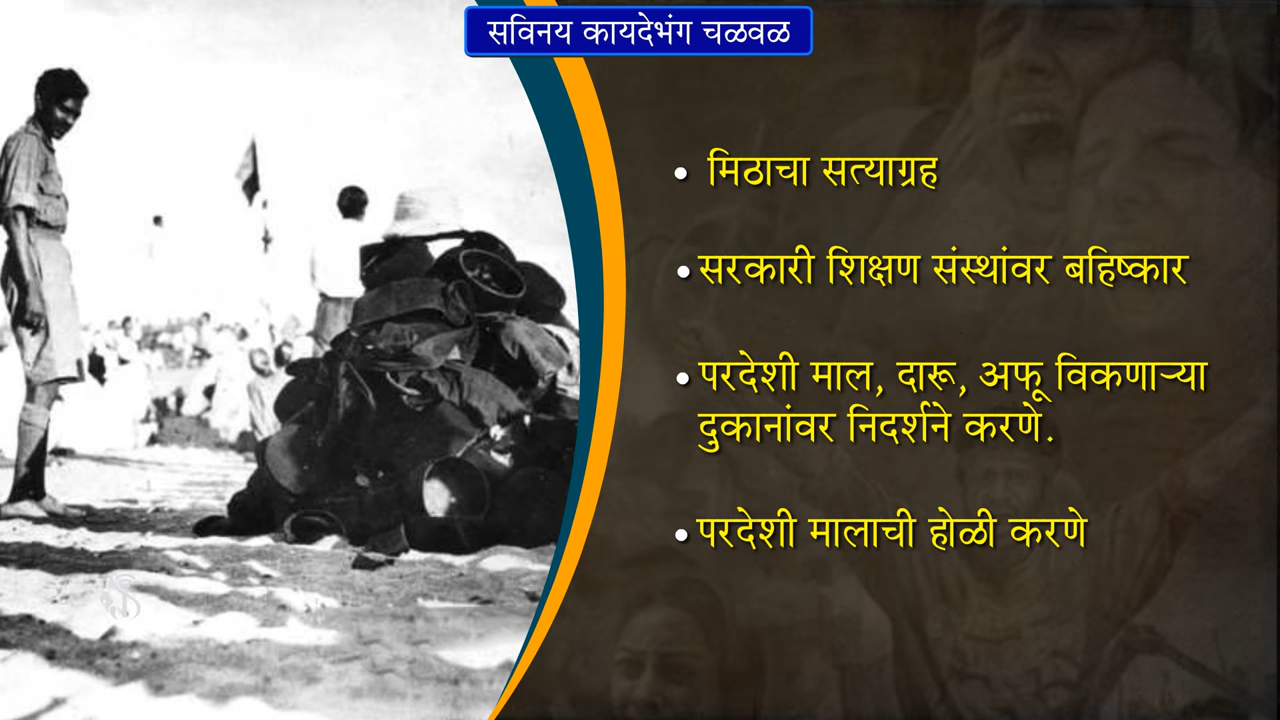 सविनय कायदेभंग चळवळ
• मिठाचा सत्याग्रह
• सरकारी शिक्षण संस्थांवर बहिष्कार
• परदेशी माल, दारू, अफू विकणाऱ्या
दुकानांवर निदर्शने करणे.
• परदेशी मालाची होळी करणे